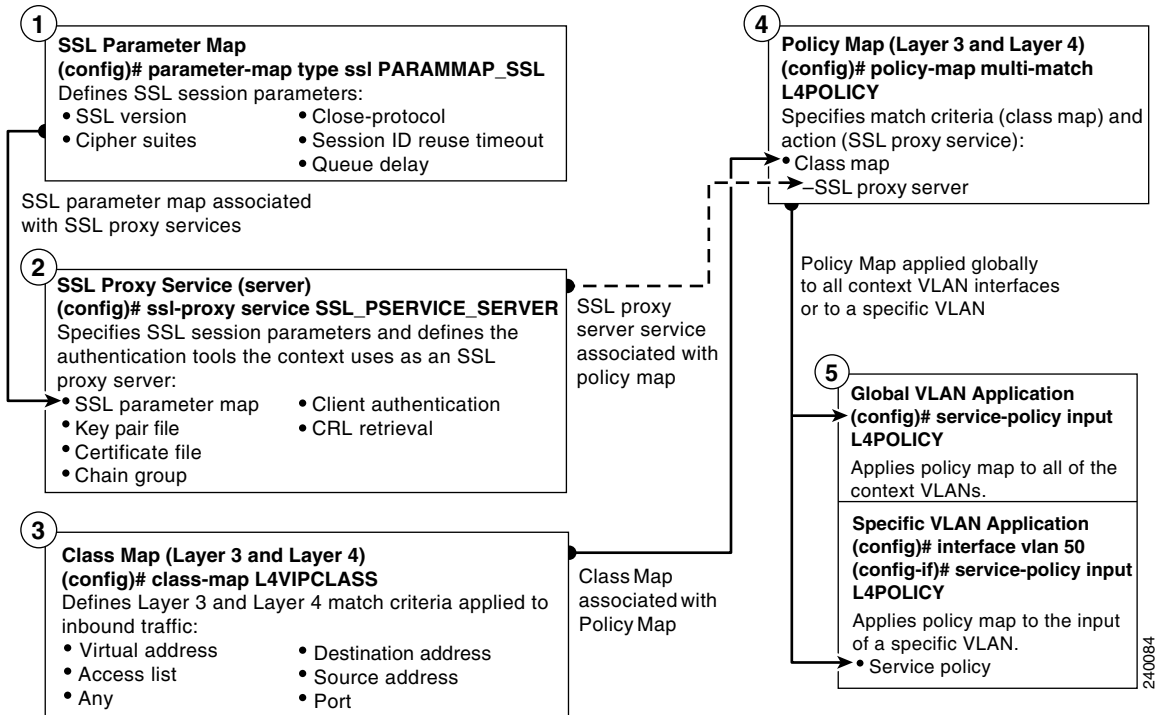 1
SSL Parameter Map
(config)# parameter-map type ssl PARAMMAP_SSL
Defines SSL session parameters:
• SSL version
• Cipher suites
• Close-protocol
• Session ID reuse timeout
• Queue delay
SSL parameter map associated
with SSL proxy services
2
SSL Proxy Service (server)
(config)# ssl-proxy service SSL_PSERVICE_SERVER
Specifies SSL session parameters and defines the
authentication tools the context uses as an SSL
proxy server:
• SSL parameter map
• Key pair file
• Certificate file
• Chain group
• Client authentication
• CRL retrieval
SSL proxy
server service
associated with
policy map
3
Class Map (Layer 3 and Layer 4)
(config)# class-map L4VIPCLASS
Defines Layer 3 and Layer 4 match criteria applied to
inbound traffic:
• Virtual address
• Access list
• Any
• Destination address
• Source address
• Port
Class Map
associated with
Policy Map
4
Policy Map (Layer 3 and Layer 4)
(config)# policy-map multi-match
L4POLICY
Specifies match criteria (class map) and
action (SSL proxy service):
• Class map
–SSL proxy server
Policy Map applied globally
to all context VLAN interfaces
or to a specific VLAN
5
Global VLAN Application
(config)# service-policy input
L4POLICY
Applies policy map to all of the
context VLANs.
Specific VLAN Application
(config)# interface vlan 50
(config-if)# service-policy input
L4POLICY
Applies policy map to the input
of a specific VLAN.
• Service policy
240084